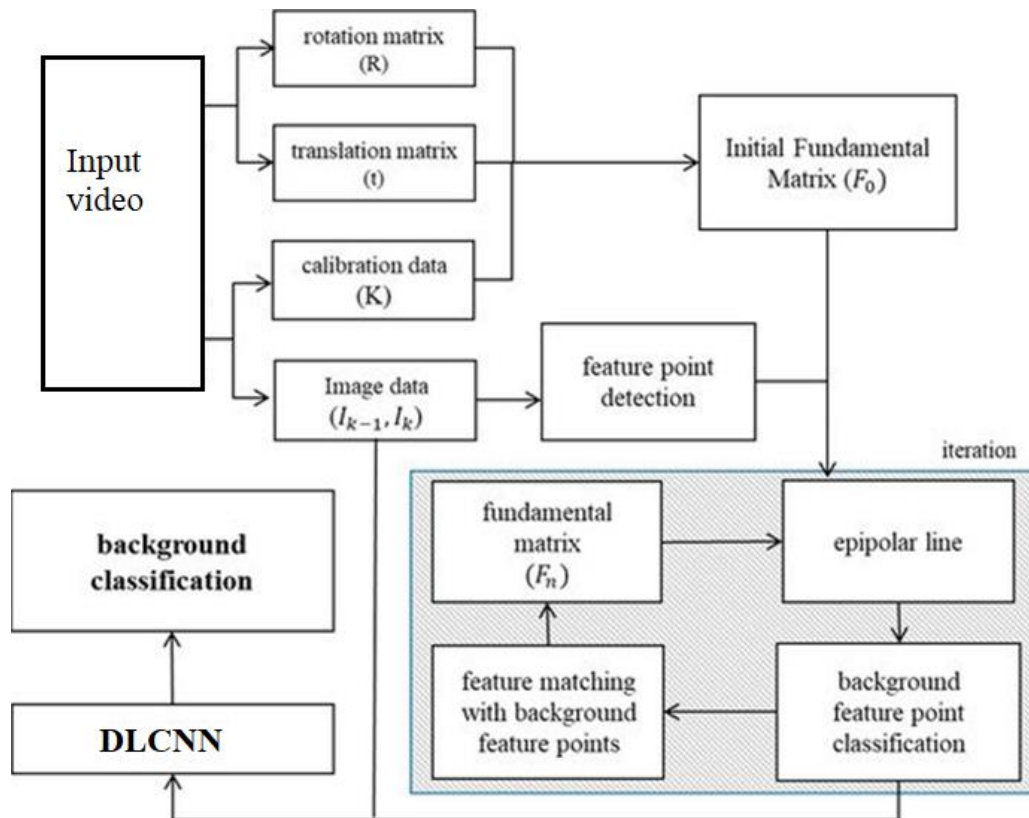 Input
video
rotation matrix
(R)
translation matrix
(t)
calibration data
(K)
Image data
(I_{k-1}, I_k)
Initial Fundamental
Matrix (F_0)
feature point
detection
iteration
fundamental
matrix
(F_n)
epipolar line
feature matching
with background
feature points
background
feature point
classification
background
classification
DLCNN